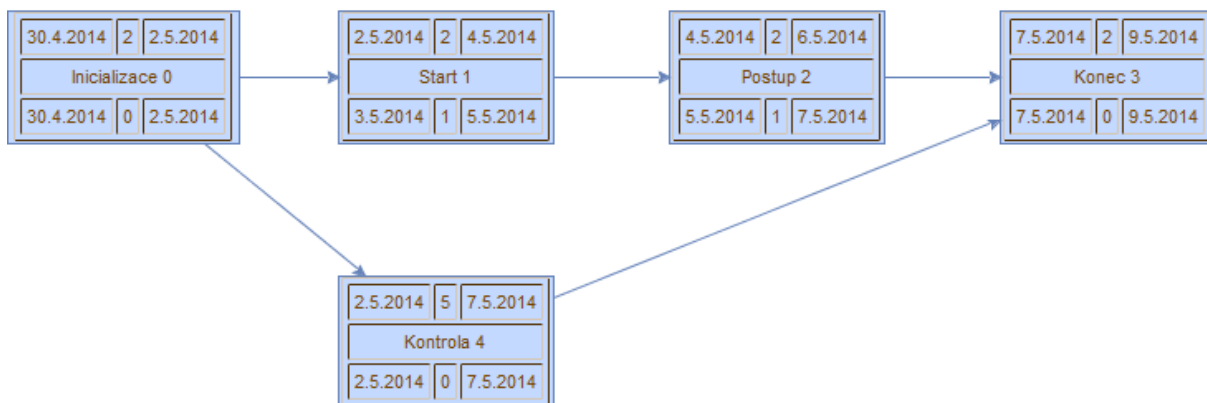 30.4.2014 2 2.5.2014
Inicializace 0
30.4.2014 0 2.5.2014
2.5.2014 2 4.5.2014
Start 1
3.5.2014 1 5.5.2014
4.5.2014 2 6.5.2014
Postup 2
5.5.2014 1 7.5.2014
7.5.2014 2 9.5.2014
Konec 3
7.5.2014 0 9.5.2014
2.5.2014 5 7.5.2014
Kontrola 4
2.5.2014 0 7.5.2014